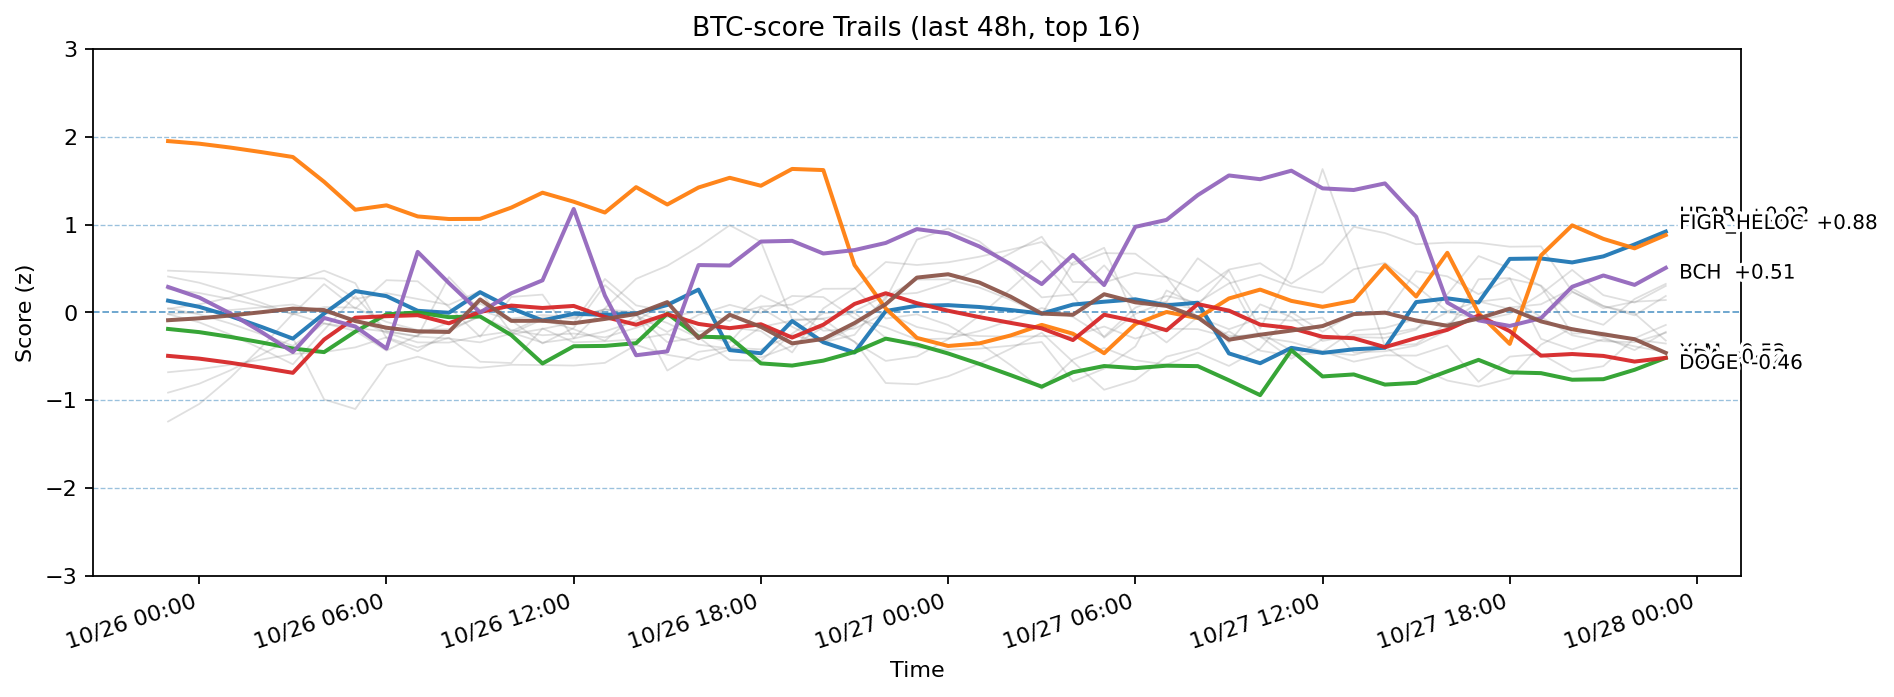 BTC-score Trails (last 48h, top 16)
Score (z)
3
2
1
0
−1
−2
−3
FIGR_HELOC +0.88
BCH +0.51
DOGE -0.46
10/26 00:00
10/26 06:00
10/26 12:00
10/26 18:00
10/27 00:00
10/27 06:00
10/27 12:00
10/27 18:00
10/28 00:00
Time